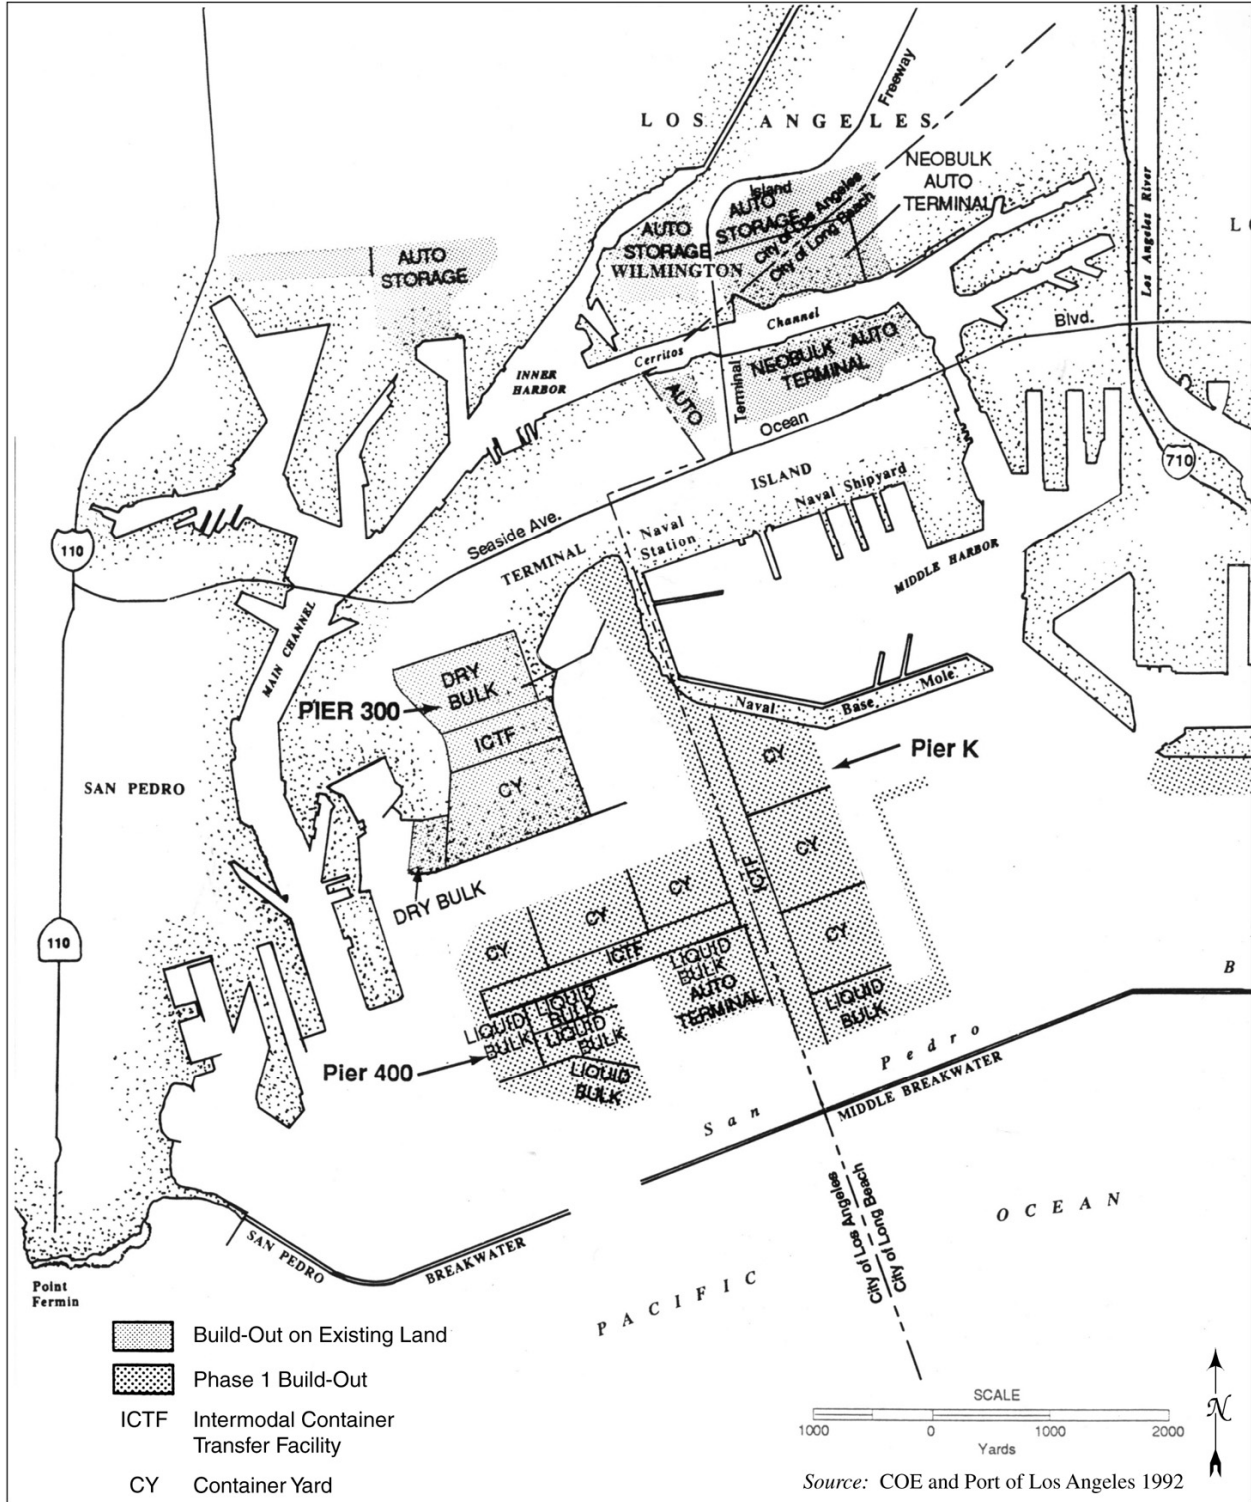 LOS ANGELES
Freeway
NEOBULK
AUTO
TERMINAL
Island
AUTO
STORAGE
City of Los Angeles
City of Long Beach
AUTO
STORAGE
WILMINGTON
AUTO
STORAGE
Los Angeles River
Channel
Cerritos
Blvd.
INNER
HARBOR
NEOBULK AUTO
TERMINAL
AUTO
Terminal
Ocean
710
ISLAND
Naval Shipyard
Seaside Ave.
Naval
Station
110
TERMINAL
MIDDLE HARBOR
MAIN CHANNEL
DRY
BULK
PIER 300
ICTF
CY
Naval Base Mole
CY
Pier K
SAN PEDRO
CY
ICTF
DRY BULK
CY
CY
CY
CY
ICTF
110
LIQUID
BULK
AUTO
TERMINAL
LIQUID
BULK
LIQUID
BULK
LIQUID
BULK
LIQUID
BULK
LIQUID
BULK
Pier 400
B
San Pedro
MIDDLE BREAKWATER
City of Los Angeles
City of Long Beach
SAN PEDRO BREAKWATER
PACIFIC OCEAN
Point
Fermin
Build-Out on Existing Land
Phase 1 Build-Out
ICTF Intermodal Container
Transfer Facility
CY Container Yard
SCALE
1000 0 1000 2000
Yards
N
Source: COE and Port of Los Angeles 1992